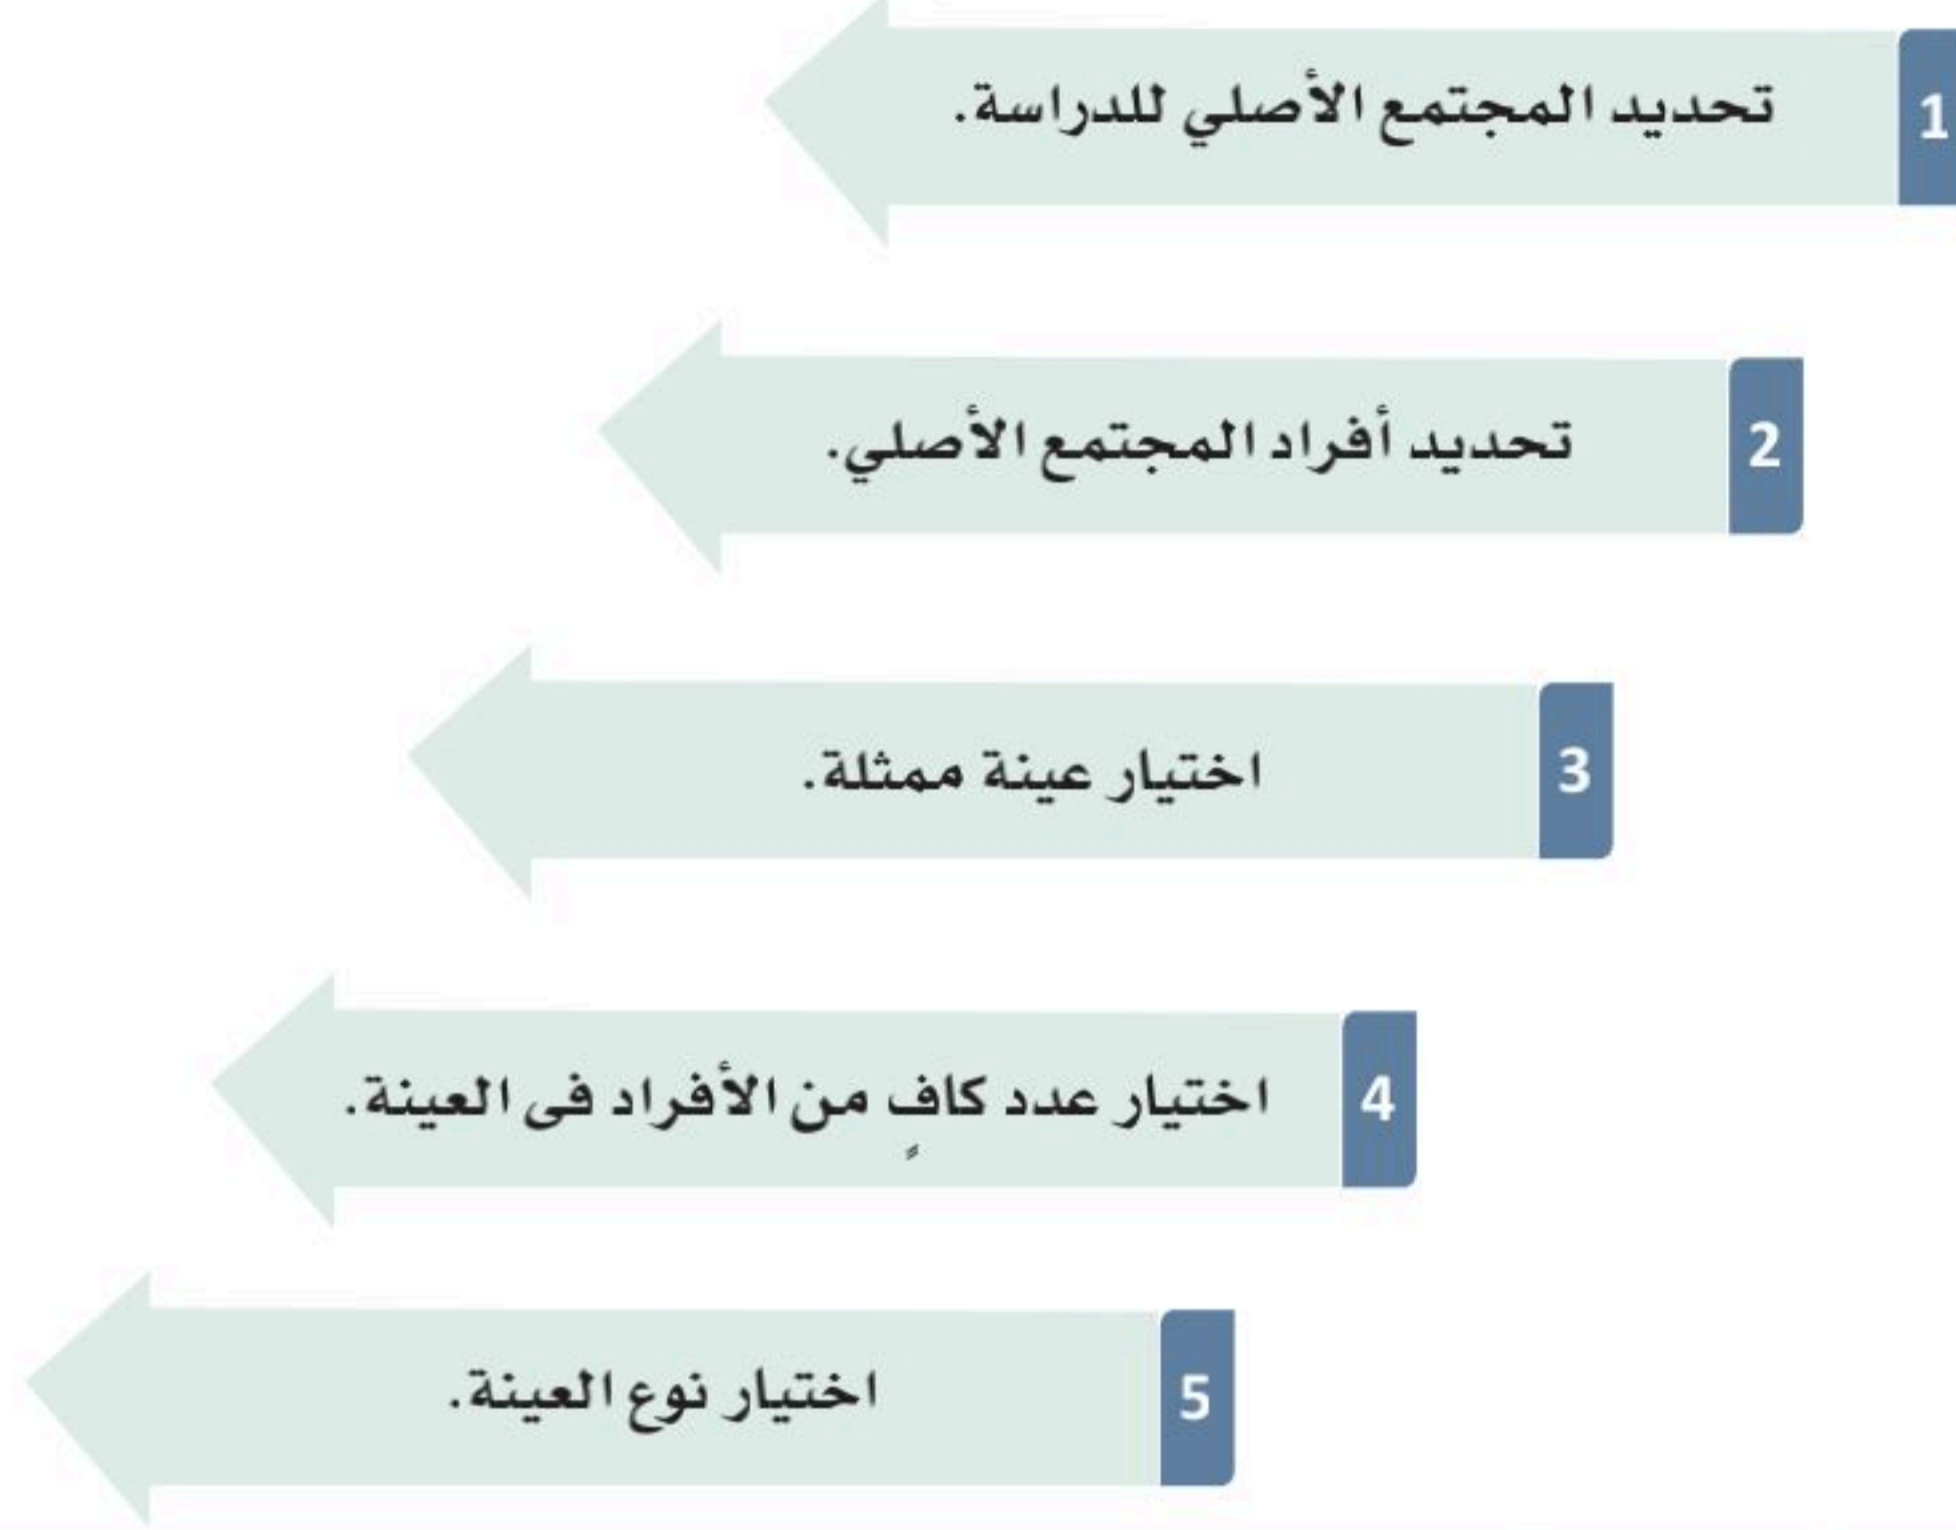 1 تحديد المجتمع الأصلي للدراسة.
2 تحديد أفراد المجتمع الأصلي.
3 اختيار عينة ممثلة.
4 اختيار عدد كافٍ من الأفراد فى العينة.
5 اختيار نوع العينة.